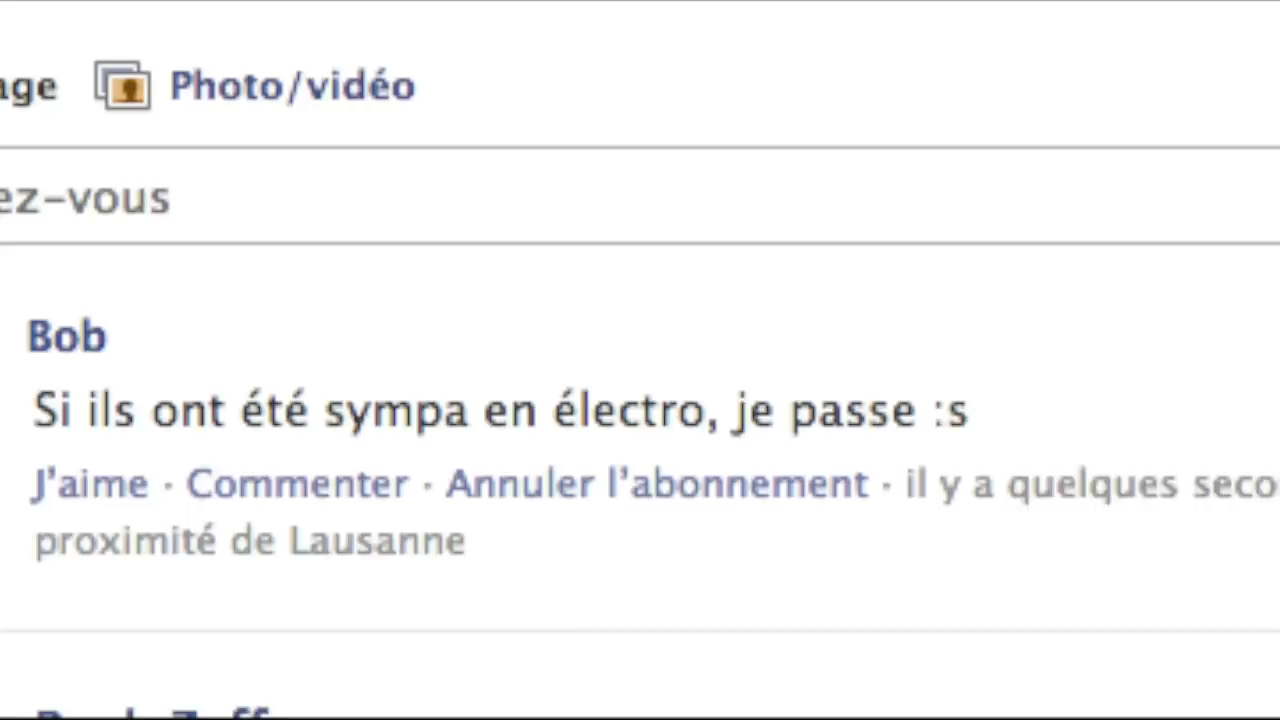 age Photo/vidéo
ez-vous
Bob
Si ils ont été sympa en électro, je passe :s
J'aime · Commenter · Annuler l'abonnement · il y a quelques seco
proximité de Lausanne